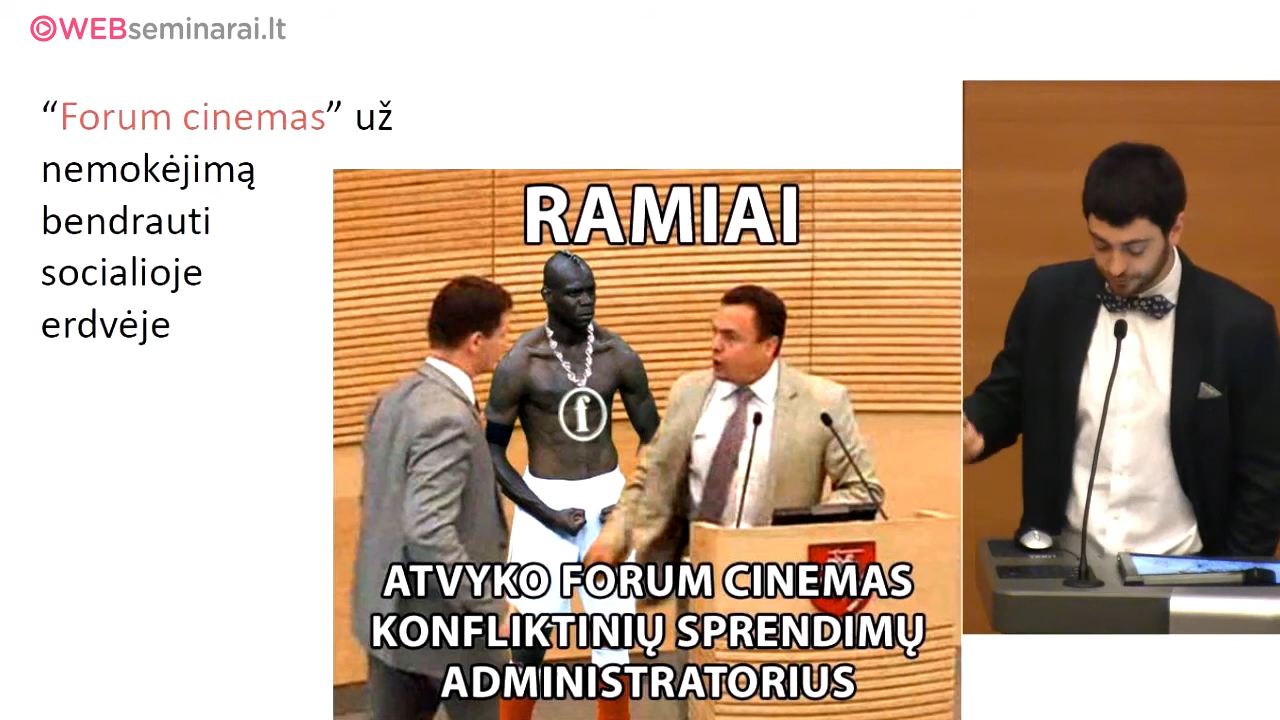 WEBseminarai.lt
“Forum cinemas” už
nemokėjimą
bendrauti
socialioje
erdvėje
RAMIAI
f
ATVYKO FORUM CINEMAS
KONFLIKTINIŲ SPRENDIMŲ
ADMINISTRATORIUS